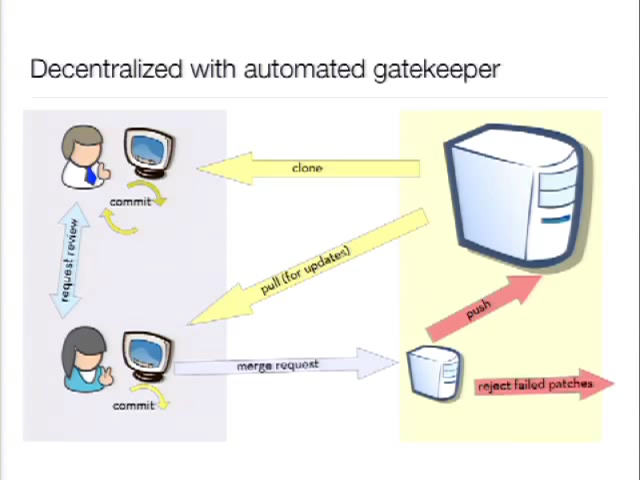 Decentralized with automated gatekeeper
clone
commit
request review
pull (for updates)
push
merge request
reject failed patches
commit